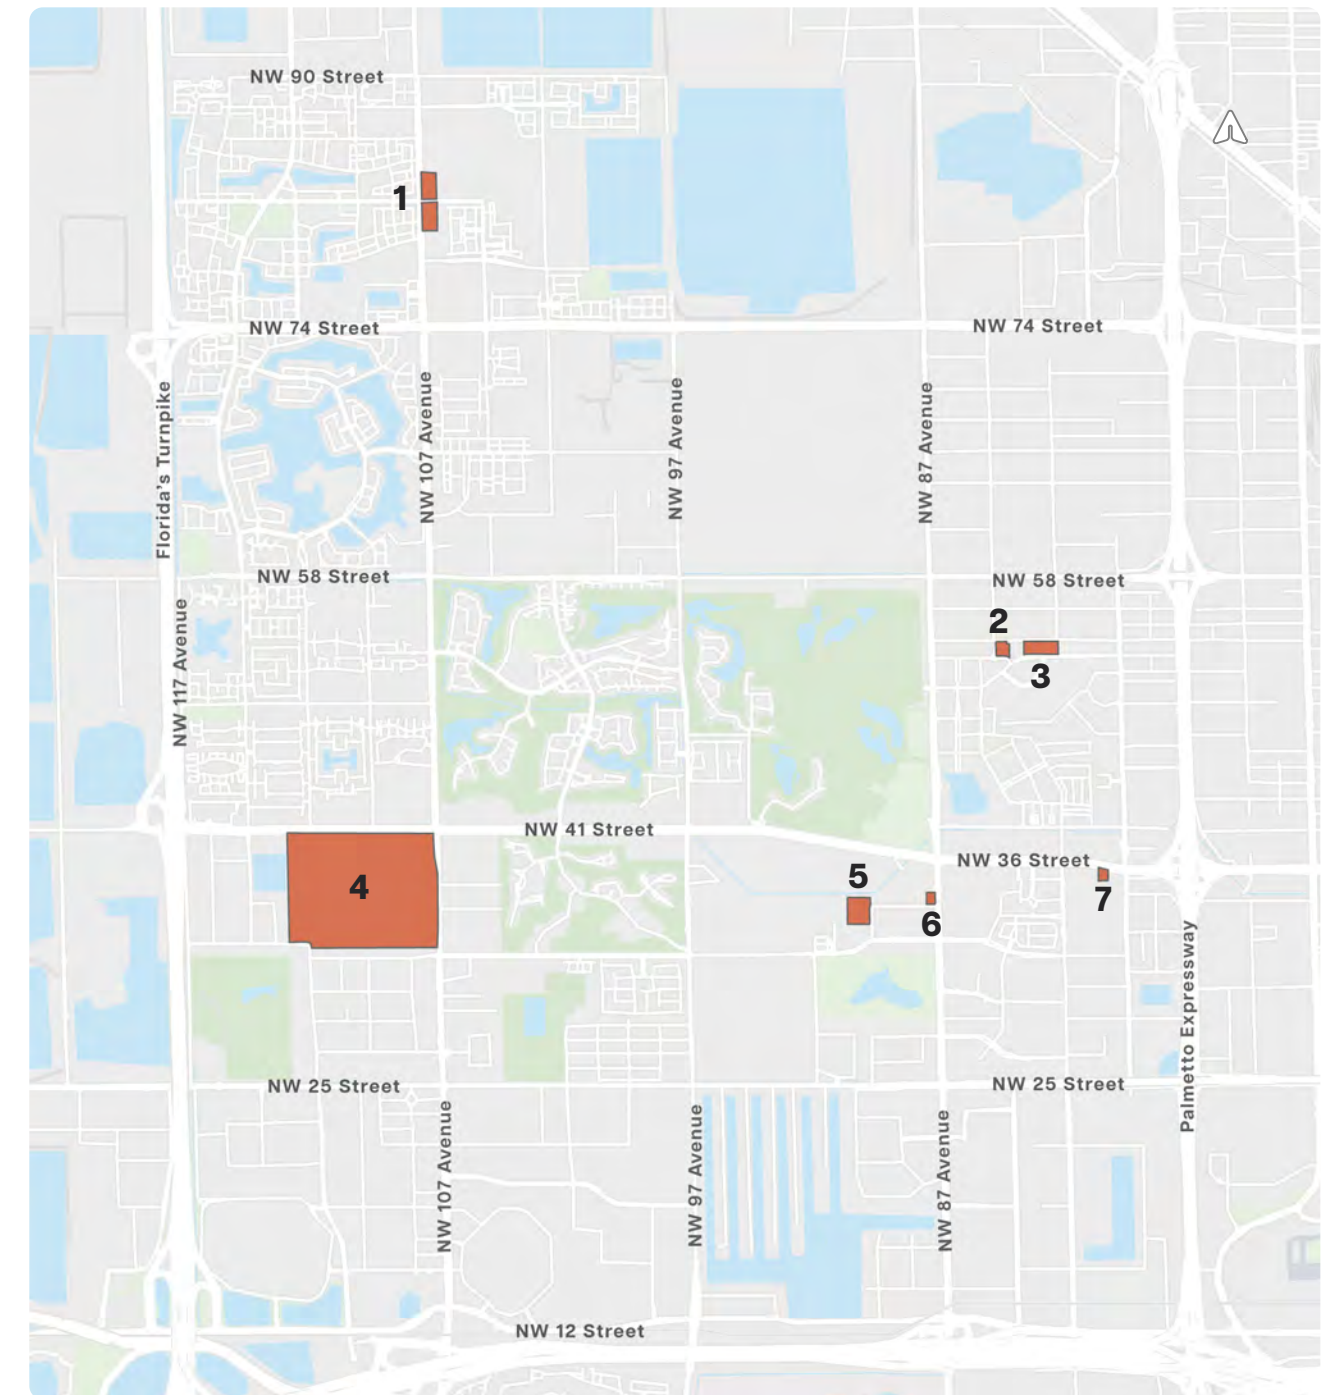 NW 90 Street
1
NW 74 Street
NW 74 Street
Florida's Turnpike
NW 107 Avenue
NW 97 Avenue
NW 87 Avenue
NW 58 Street
NW 58 Street
NW 117 Avenue
2
3
NW 41 Street
NW 36 Street
4
5
6
7
Palmetto Expressway
NW 25 Street
NW 25 Street
NW 107 Avenue
NW 97 Avenue
NW 87 Avenue
NW 12 Street